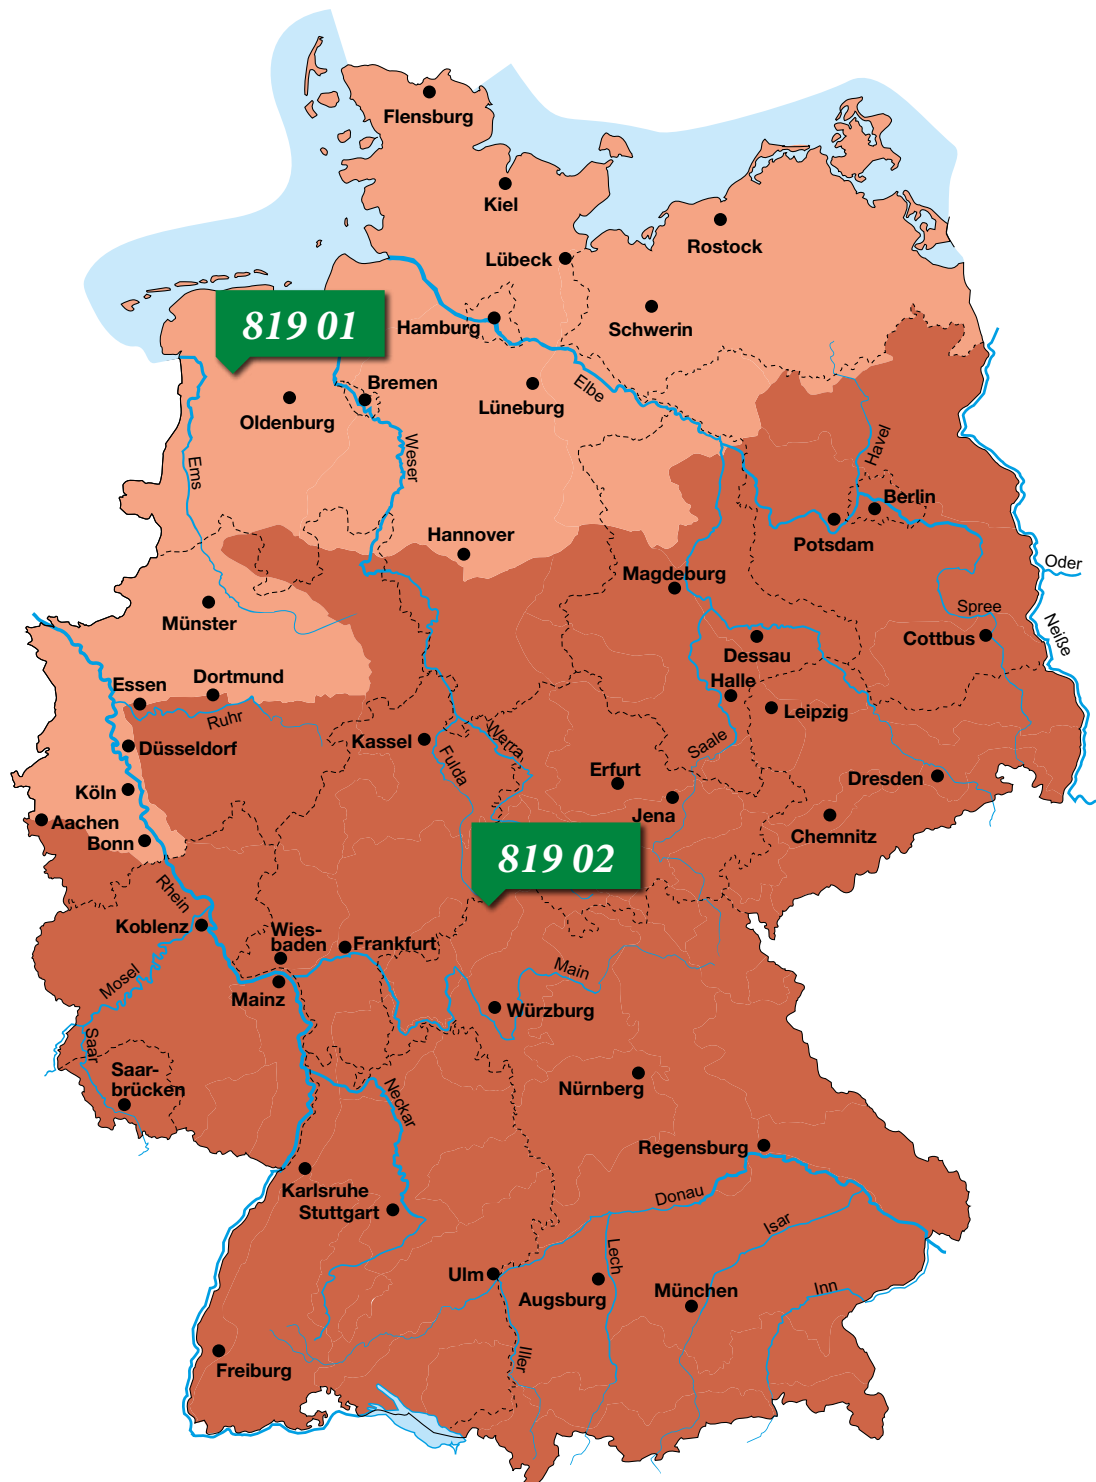 Flensburg
Kiel
Rostock
Lübeck
819 01
Hamburg
Schwerin
Bremen
Elbe
Lüneburg
Oldenburg
Weser
Havel
Ems
Berlin
Hannover
Potsdam
Oder
Magdeburg
Spree
Münster
Neiße
Cottbus
Dessau
Dortmund
Halle
Essen
Leipzig
Ruhr
Kassel
Werra
Saale
Düsseldorf
Fulda
Erfurt
Dresden
Köln
Jena
Aachen
Chemnitz
Bonn
819 02
Rhein
Koblenz
Wies-
baden
Frankfurt
Main
Mosel
Mainz
Würzburg
Saar
Saar-
brücken
Nürnberg
Neckar
Regensburg
Karlsruhe
Donau
Stuttgart
Isar
Lech
Ulm
Augsburg
München
Inn
Iller
Freiburg